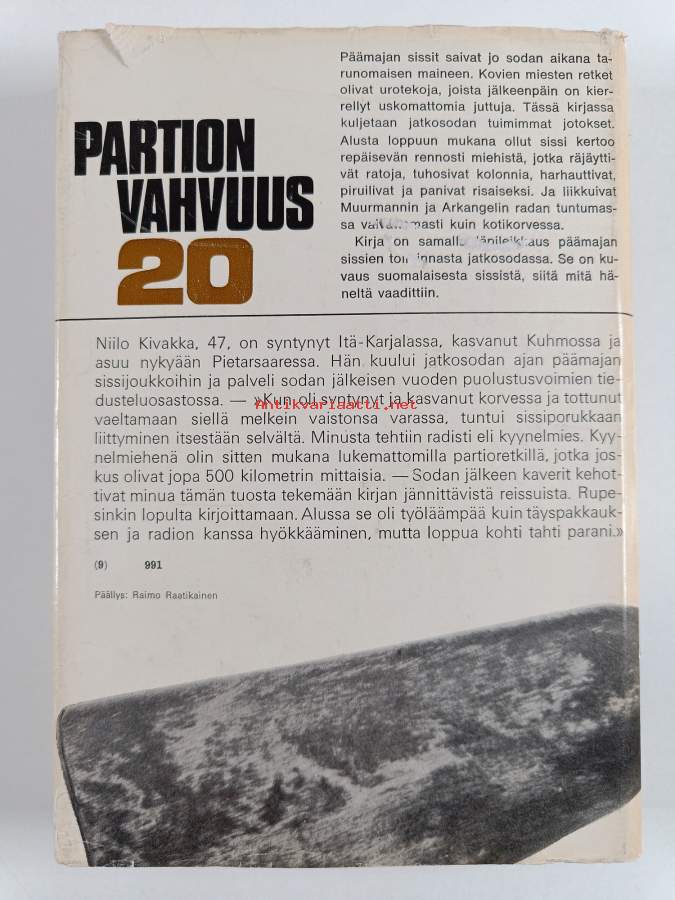 Päämajan sissit saivat jo sodan aikana ta-
runomaisen maineen. Kovien miesten retket
olivat urotekoja, joista jälkeenpäin on kier-
rellyt uskomattomia juttuja. Tässä kirjassa
kuljetaan jatkosodan tuimimmat jotokset.
Alusta loppuun mukana ollut sissi kertoo
repäisevän rennosti miehistä, jotka räjäytti-
vät ratoja, tuhosivat kolonnia, harhauttivat,
piruilivat ja panivat risaiseksi. Ja liikkuivat
Muurmannin ja Arkangelin radan tuntumas-
sa kuin kotikorvessa.
Kirja on samalla päämajan
sissien jatkosodassa. Se on ku-
vaus suomalaisesta sissistä, siitä mitä hä-
neltä vaadittiin.
PARTION
VAHVUUS
20
Niilo Kivakka, 47, on syntynyt Itä-Karjalassa, kasvanut Kuhmossa ja
asuu nykyään Pietarsaaressa. Hän kuului jatkosodan ajan päämajan
sissijoukkoihin ja palveli sodan jälkeisen vuoden puolustusvoimien tie-
dusteluosastossa. — »Kun oli syntynyt ja kasvanut korvessa ja tottunut
Antikvariaatti.net
vaeltamaan siellä melkein vaistonsa varassa, tuntui sissiporukkaan
liittyminen itsestään selvältä. Minusta tehtiin radisti eli kyynelmies. Kyy-
nelmiehenä olin sitten mukana lukemattomilla partioretkillä, jotka jos-
kus olivat jopa 500 kilometrin mittaisia. — Sodan jälkeen kaverit kehot-
tivat minua tämän tuosta tekemään kirjan jännittävistä reissuista. Rupe-
sinkin lopulta kirjoittamaan. Alussa se oli työläämpää kuin täyspakkauk-
sen ja radion kanssa hyökkääminen, mutta loppua kohti tahti parani.»
(9) 991
Päällys: Raimo Raatikainen